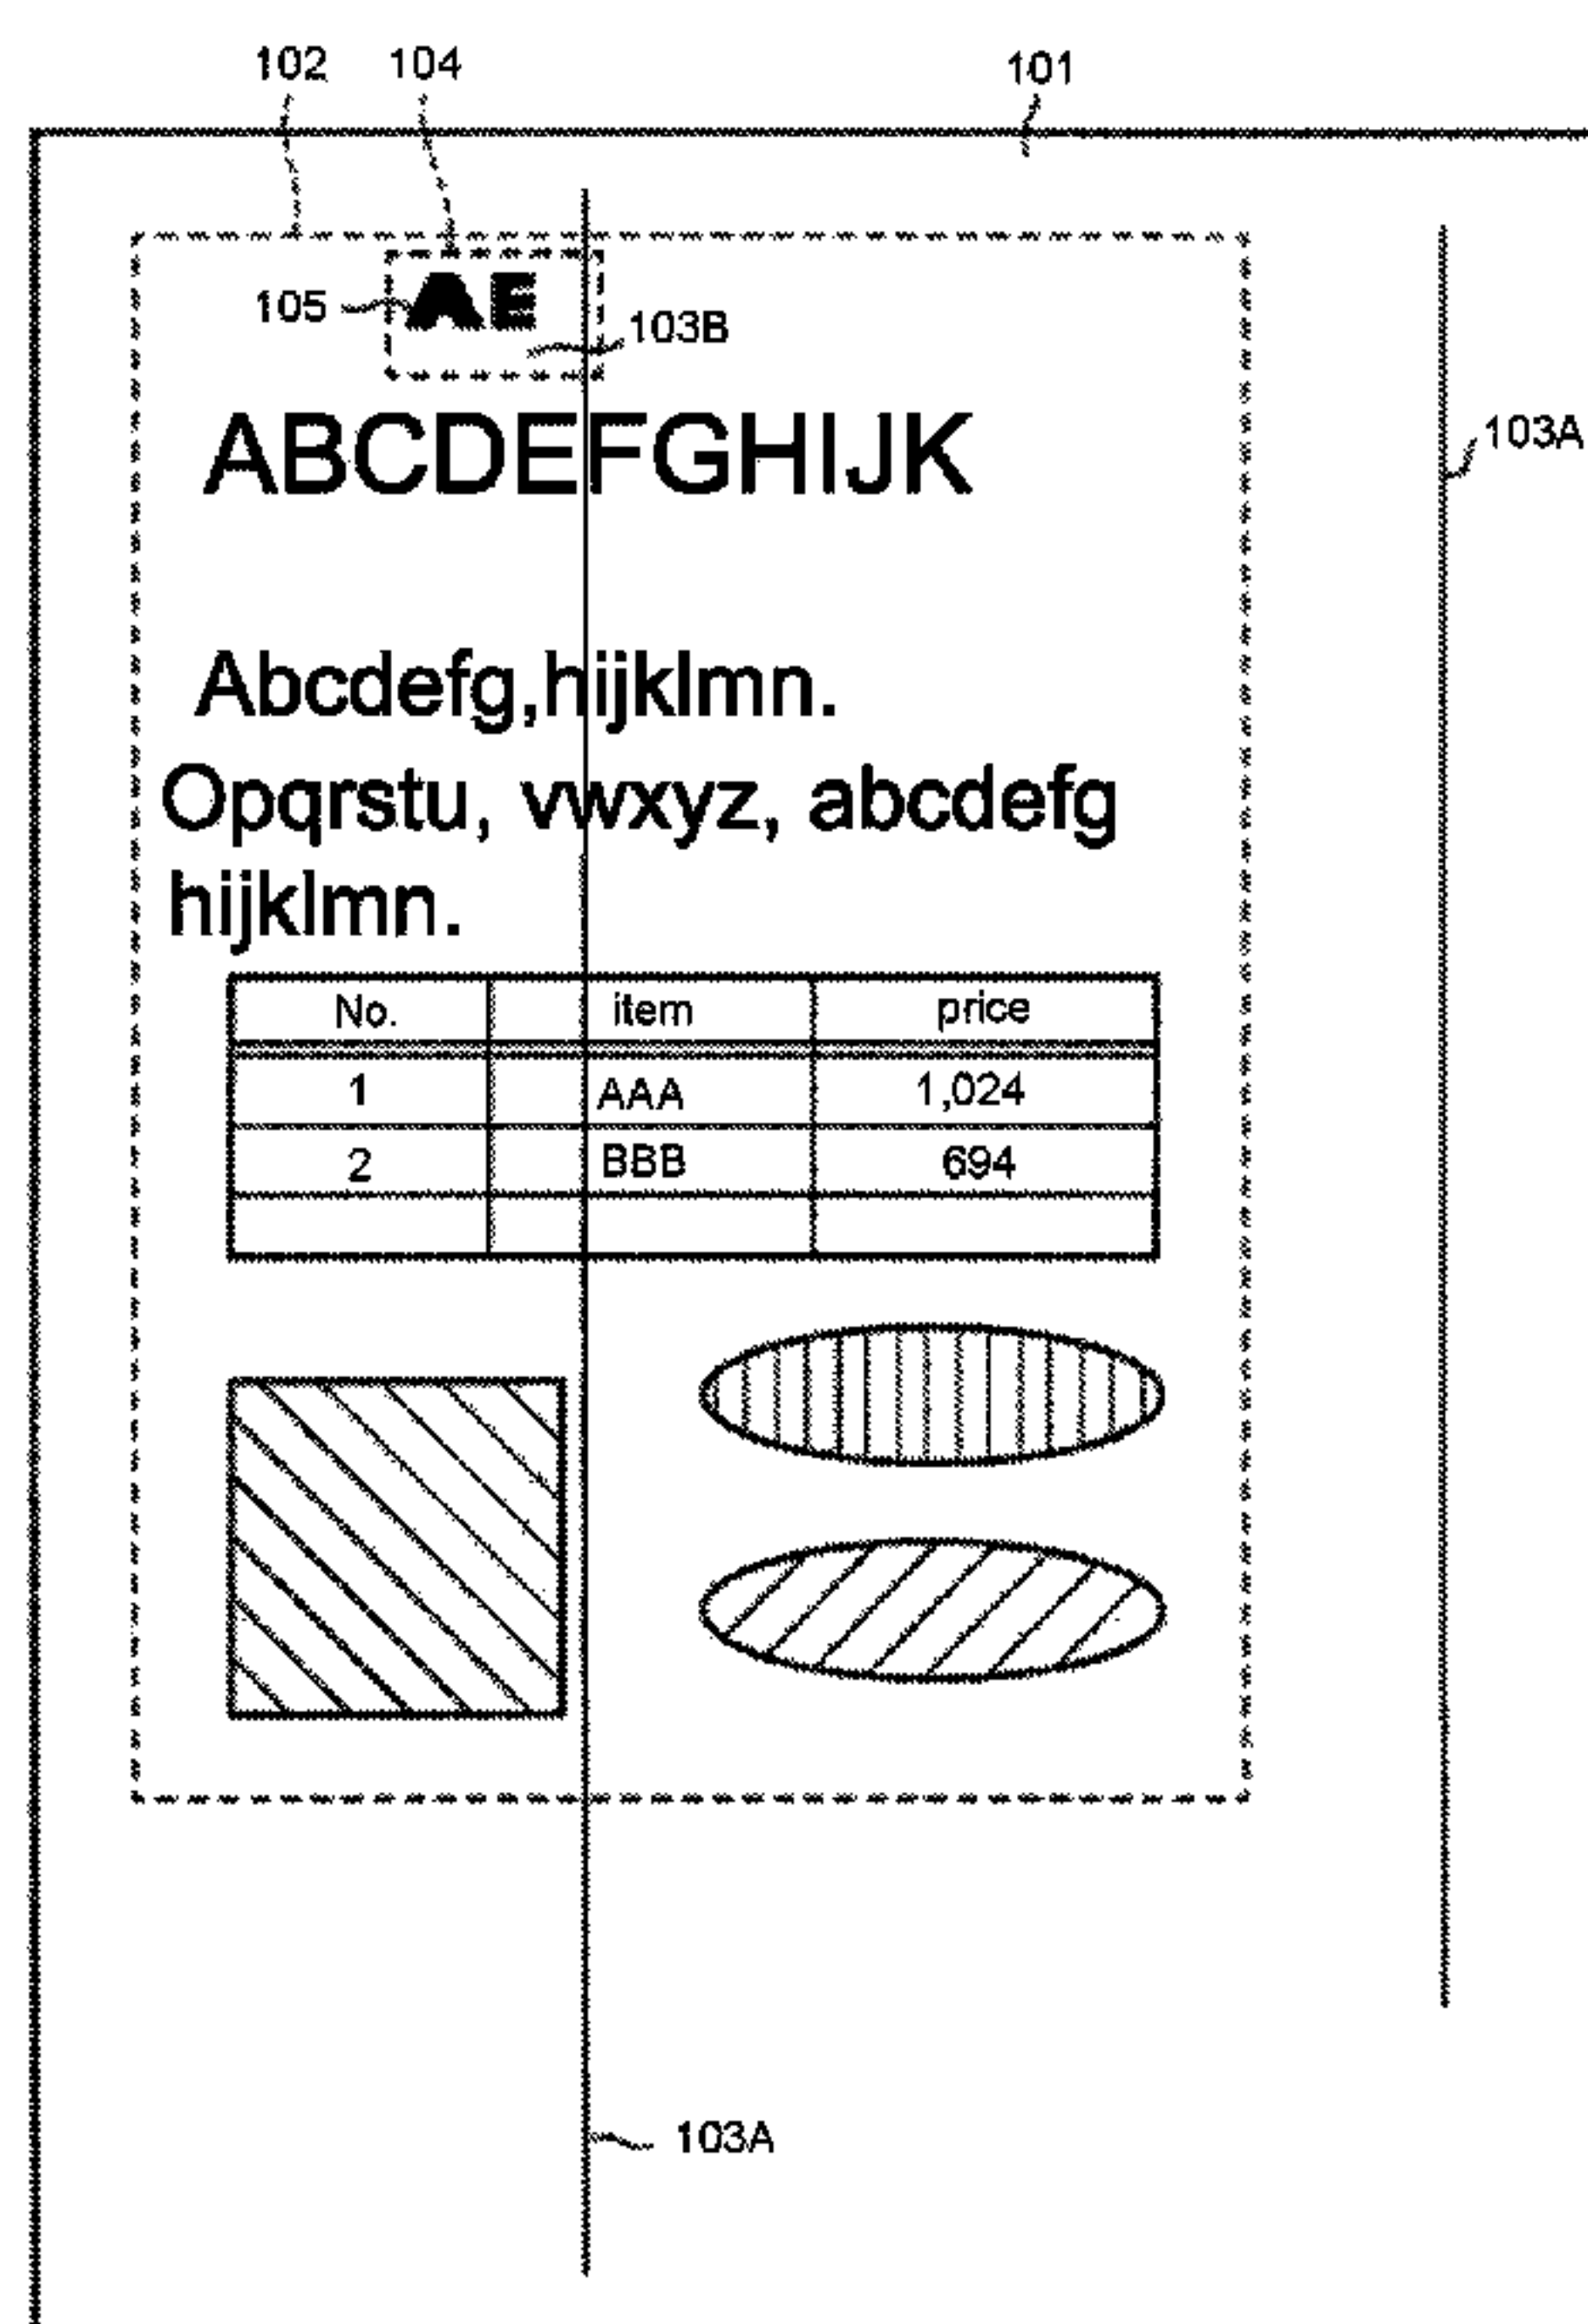 102 104 101
AE
105
103B
ABCDEFGHIJK
103A
Abcdefg,hijklmn.
Opqrstu, vwxyz, abcdefg
hijklmn.
No. item price
1 AAA 1,024
2 BBB 694
103A